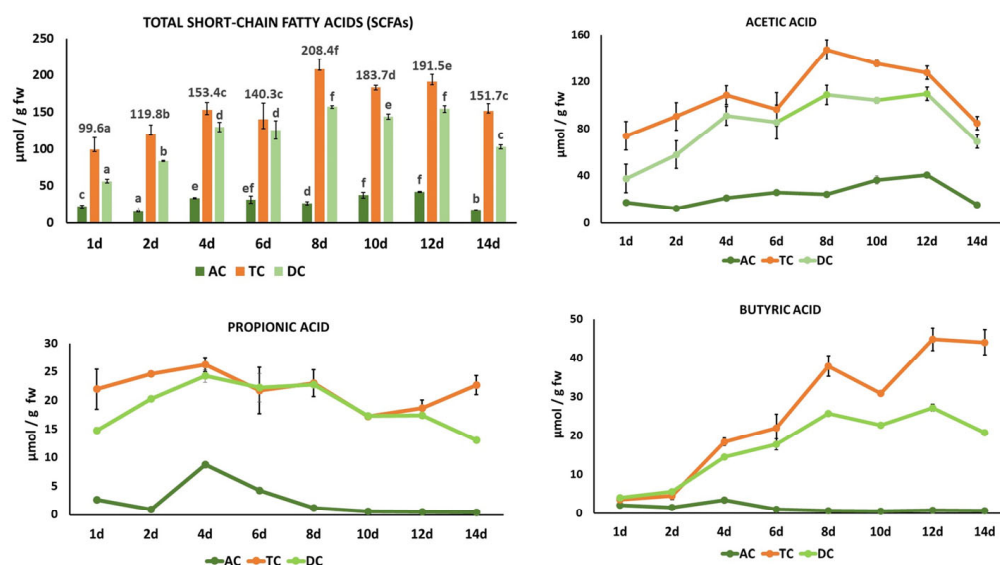 TOTAL SHORT-CHAIN FATTY ACIDS (SCFAs)
µmol / g fw
250
200
150
100
50
0
99.6a
119.8b
153.4c
140.3c
208.4f
183.7d
191.5e
151.7c
c a
a b
e d
ef d
d f
f e
f f
b c
1d 2d 4d 6d 8d 10d 12d 14d
AC TC DC
ACETIC ACID
µmol / g fw
160
120
80
40
0
1d 2d 4d 6d 8d 10d 12d 14d
AC TC DC
PROPIONIC ACID
µmol / g fw
30
25
20
15
10
5
0
1d 2d 4d 6d 8d 10d 12d 14d
AC TC DC
BUTYRIC ACID
µmol / g fw
50
40
30
20
10
0
1d 2d 4d 6d 8d 10d 12d 14d
AC TC DC